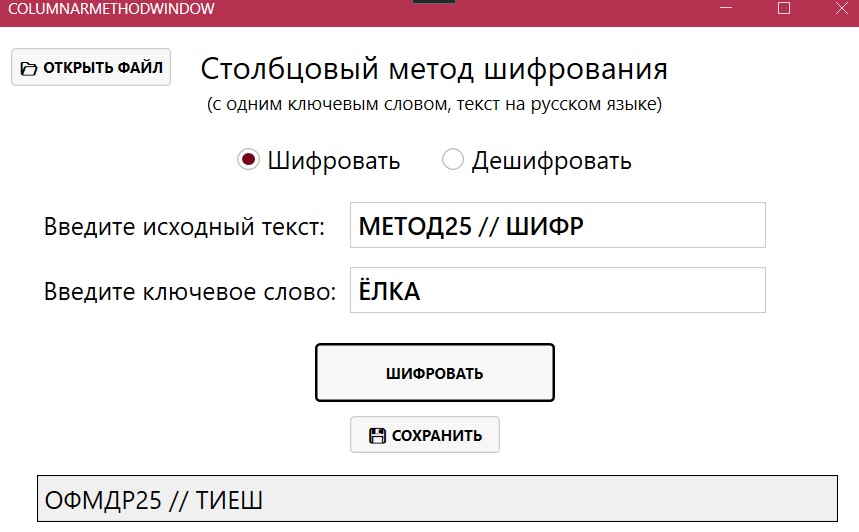 COLUMNARMETHODWINDOW
ОТКРЫТЬ ФАЙЛ
Столбцовый метод шифрования
(с одним ключевым словом, текст на русском языке)
Шифровать Дешифровать
Введите исходный текст: МЕТОД25 // ШИФР
Введите ключевое слово: ЁЛКА
ШИФРОВАТЬ
СОХРАНИТЬ
ОФМДР25 // ТИЕШ